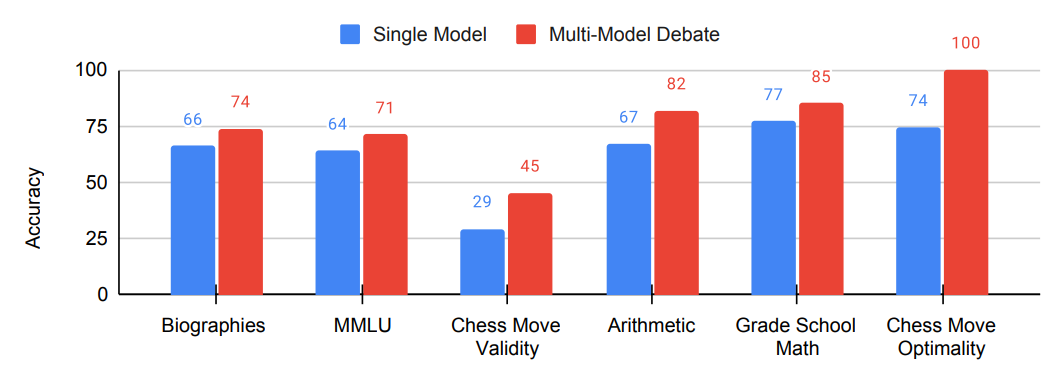 Single Model Multi-Model Debate
100
75
50
25
0
Accuracy
66 74 64 71 29 45 67 82 77 85 74 100
Biographies MMLU Chess Move Validity Arithmetic Grade School Math Chess Move Optimality